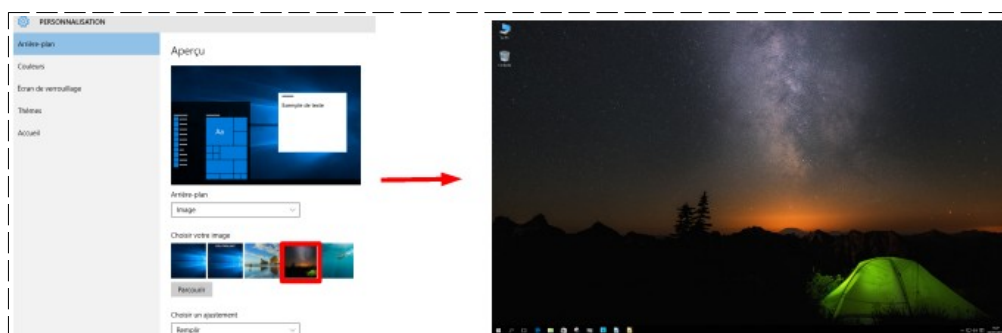 PERSONNALISATION
Arrière-plan
Couleurs
Écran de verrouillage
Thèmes
Accueil
Aperçu
Exemple de texte
Aa
Arrière-plan
Image
Choisir votre image
Parcourir
Choisir un ajustement
Remplir